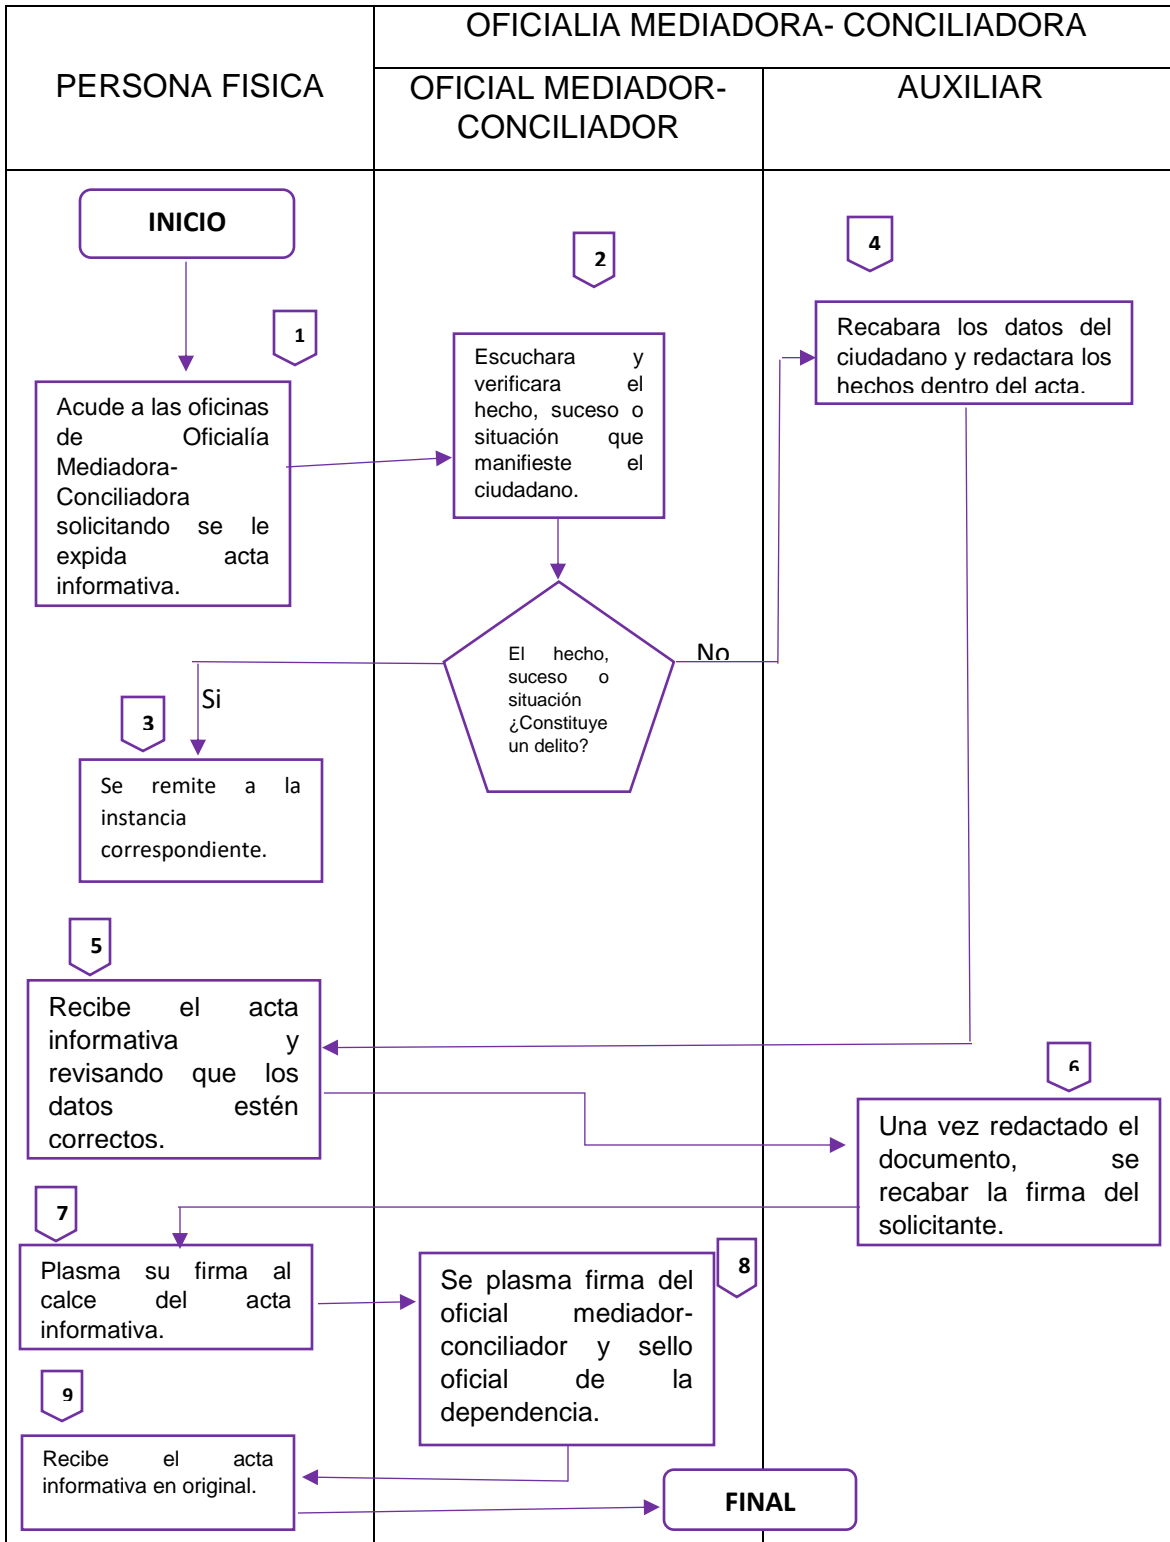 OFICIALIA MEDIADORA- CONCILIADORA
PERSONA FISICA
OFICIAL MEDIADOR-
CONCILIADOR
AUXILIAR
INICIO
1
Acude a las oficinas
de Oficialía
Mediadora-
Conciliadora
solicitando se le
expida acta
informativa.
2
Escuchara y
verificara el
hecho, suceso o
situación que
manifieste el
ciudadano.
El hecho,
suceso o
situación
¿Constituye
un delito?
Si
No
3
Se remite a la
instancia
correspondiente.
4
Recabara los datos del
ciudadano y redactara los
hechos dentro del acta.
5
Recibe el acta
informativa y
revisando que los
datos estén
correctos.
6
Una vez redactado el
documento, se
recabar la firma del
solicitante.
7
Plasma su firma al
calce del acta
informativa.
8
Se plasma firma del
oficial mediador-
conciliador y sello
oficial de la
dependencia.
9
Recibe el acta
informativa en original.
FINAL